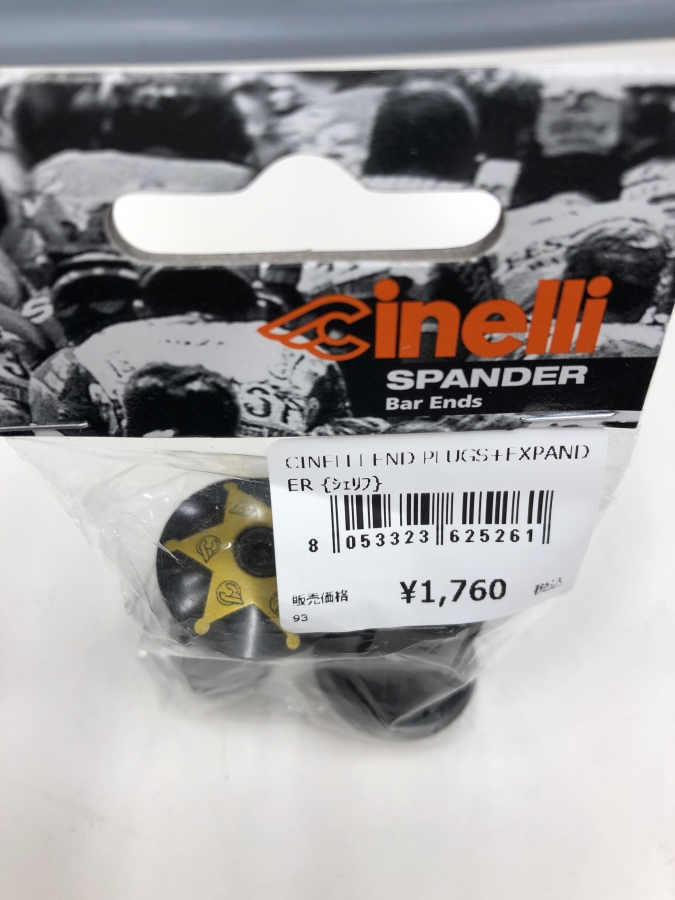 cinelli
SPANDER
Bar Ends
CINELLI END PLUGS+EXPAND
ER {ｼｪﾘﾌ}
8 053323 625261
販売価格 ¥1,760 税込
93